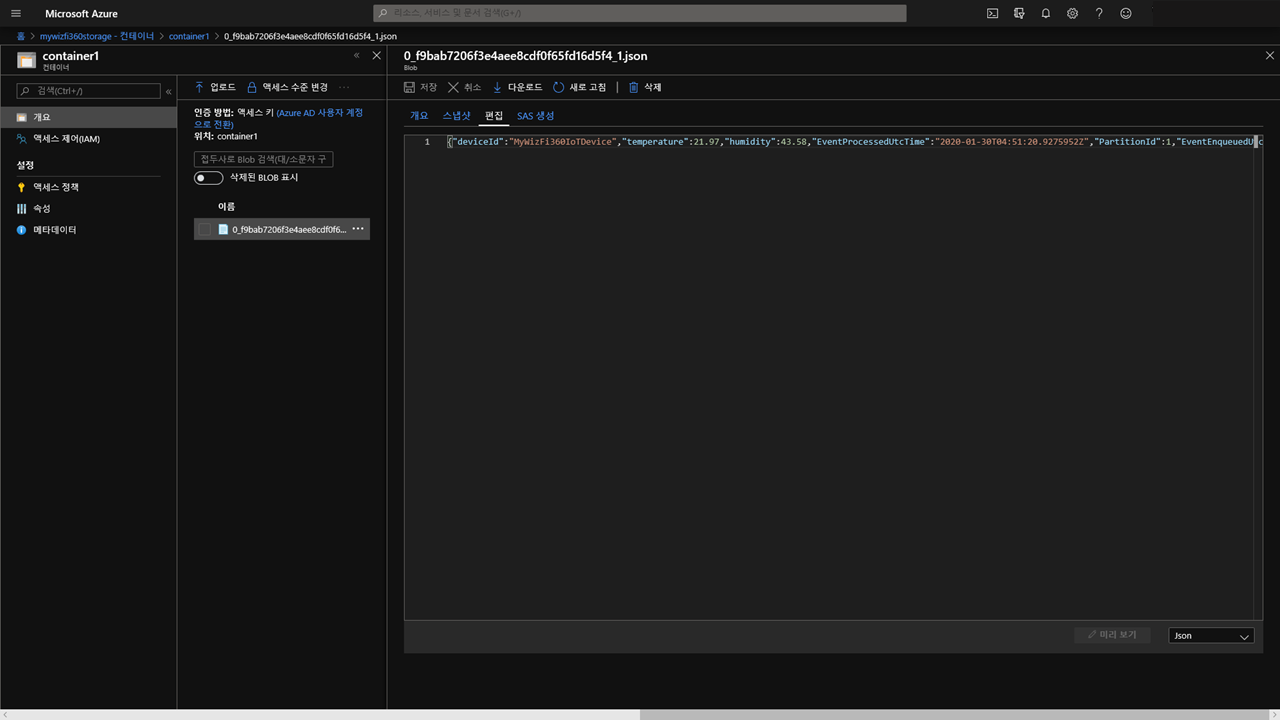 Microsoft Azure
리소스, 서비스 및 문서 검색(G+/)
홈 > mywizfi360storage - 컨테이너 > container1 > 0_f9bab7206f3e4aee8cdf0f65fd16d5f4_1.json
container1
컨테이너
검색(Ctrl+/)
개요
액세스 제어(IAM)
설정
액세스 정책
속성
메타데이터
업로드 액세스 수준 변경 ...
인증 방법: 액세스 키 (Azure AD 사용자 계정
으로 전환)
위치: container1
접두사로 Blob 검색(대/소문자 구
삭제된 BLOB 표시
이름
0_f9bab7206f3e4aee8cdf0f6... ...
0_f9bab7206f3e4aee8cdf0f65fd16d5f4_1.json
Blob
저장 취소 다운로드 새로 고침 삭제
개요 스냅샷 편집 SAS 생성
1 {"deviceId":"MyWizFi360IoTDevice","temperature":21.97,"humidity":43.58,"EventProcessedUtcTime":"2020-01-30T04:51:20.9275952Z","PartitionId":1,"EventEnqueuedUtc
미리 보기 Json